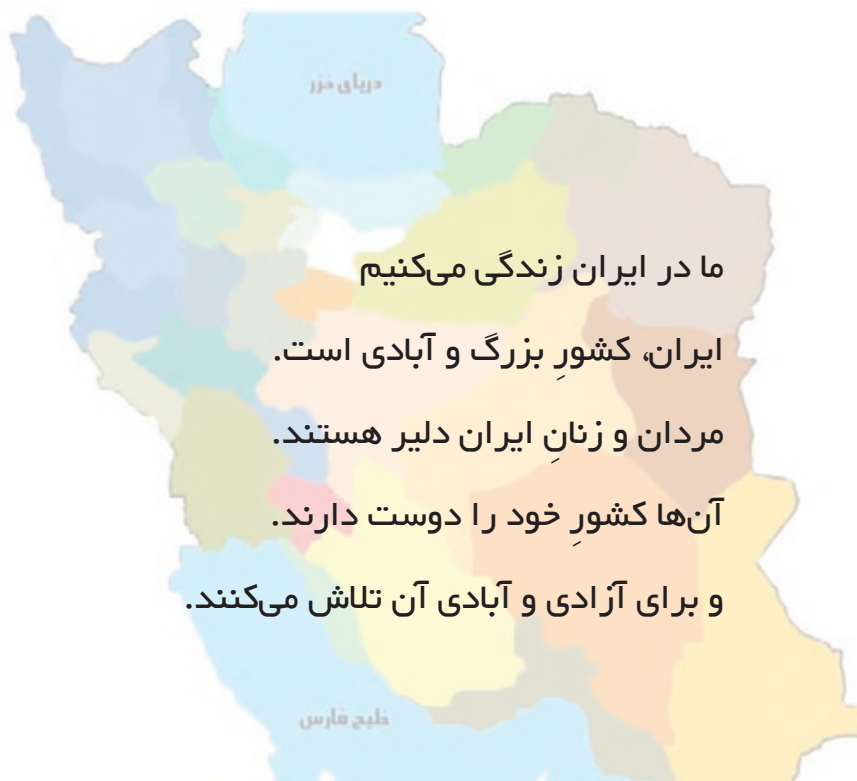 دریای خزر
ما در ایران زندگی می‌کنیم
ایران، کشورِ بزرگ و آبادی است.
مردان و زنانِ ایران دلیر هستند.
آن‌ها کشورِ خود را دوست دارند.
و برای آزادی و آبادی آن تلاش می‌کنند.
خلیج فارس